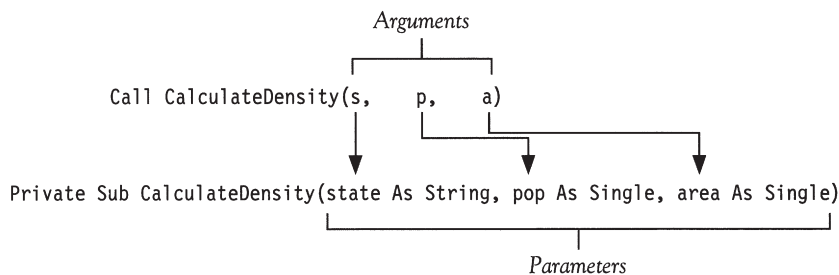 Arguments
Call CalculateDensity(s, p, a)
Private Sub CalculateDensity(state As String, pop As Single, area As Single)
Parameters